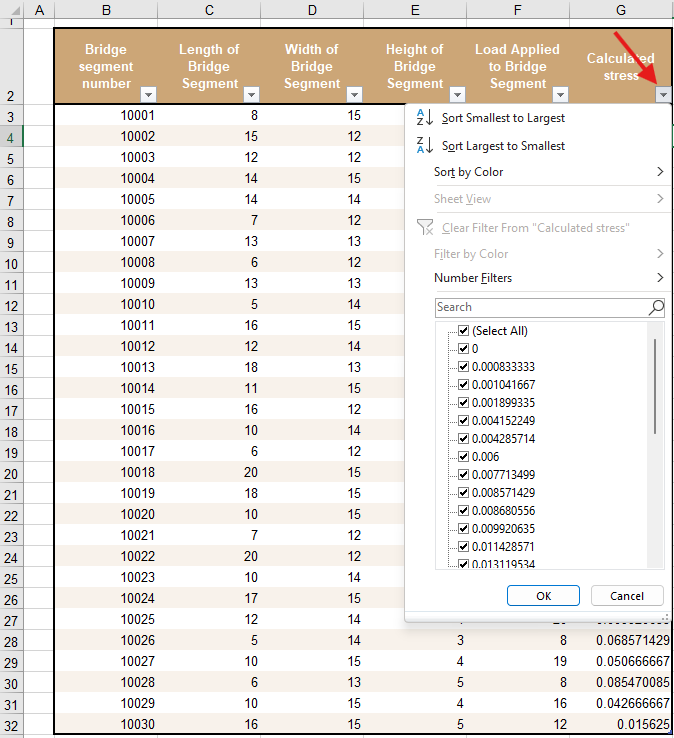 A B C D E F G
1
Bridge segment number
Length of Bridge Segment
Width of Bridge Segment
Height of Bridge Segment
Load Applied to Bridge Segment
Calculated stress
2
3 10001 8 15
4 10002 15 12
5 10003 12 12
6 10004 14 15
7 10005 14 14
8 10006 7 12
9 10007 13 13
10 10008 6 12
11 10009 13 13
12 10010 5 14
13 10011 16 15
14 10012 12 14
15 10013 18 13
16 10014 11 15
17 10015 16 12
18 10016 10 14
19 10017 6 12
20 10018 20 15
21 10019 18 15
22 10020 10 15
23 10021 7 12
24 10022 20 12
25 10023 10 14
26 10024 17 15
27 10025 12 14
28 10026 5 14 3 8 0.068571429
29 10027 10 15 4 19 0.050666667
30 10028 6 13 5 8 0.085470085
31 10029 10 15 4 16 0.042666667
32 10030 16 15 5 12 0.015625
Sort Smallest to Largest
Sort Largest to Smallest
Sort by Color
Sheet View
Clear Filter From "Calculated stress"
Filter by Color
Number Filters
Search
(Select All)
0
0.000833333
0.001041667
0.001899335
0.004152249
0.004285714
0.006
0.007713499
0.008571429
0.008680556
0.009920635
0.011428571
0.013119534
OK Cancel